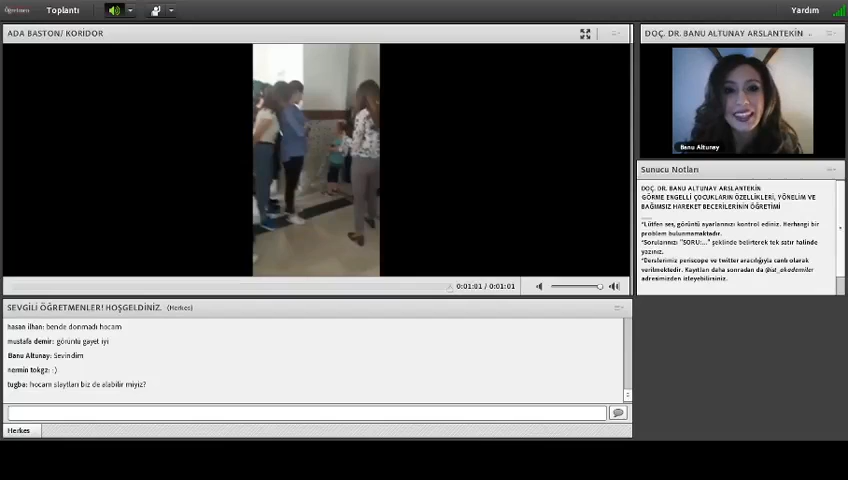 Öğretmen Toplantı Yardım
ADA BASTON/ KORİDOR
0:01:01 / 0:01:01
SEVGİLİ ÖĞRETMENLER! HOŞGELDİNİZ. (Herkes)
hasan ilhan: bende donmadı hocam
mustafa demir: görüntü gayet iyi
Banu Altunay: Sevindim
nermin tokgz: :)
tugba: hocam slaytları biz de alabilir miyiz?
Herkes
DOÇ. DR. BANU ALTUNAY ARSLANTEKİN ..
Banu Altunay
Sunucu Notları
DOÇ. DR. BANU ALTUNAY ARSLANTEKİN
GÖRME ENGELLİ ÇOCUKLARIN ÖZELLİKLERİ, YÖNELİM VE
BAĞIMSIZ HAREKET BECERİLERİNİN ÖĞRETİMİ
___
*Lütfen ses, görüntü ayarlarınızı kontrol ediniz. Herhangi bir
problem bulunmamaktadır.
*Sorularınızı "SORU:..." şeklinde belirterek tek satır halinde
yazınız.
*Derslerimiz periscope ve twitter aracılığıyla canlı olarak
verilmektedir. Kayıtları daha sonradan da @ist_akademiler
adresimizden izleyebilirsiniz.